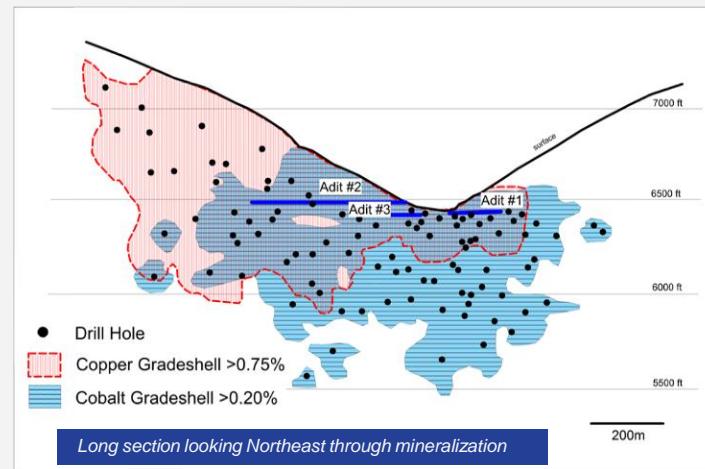 7000 ft
surface
6500 ft
Adit #2
Adit #1
Adit #3
6000 ft
5500 ft
Drill Hole
Copper Gradeshell >0.75%
Cobalt Gradeshell >0.20%
200m
Long section looking Northeast through mineralization